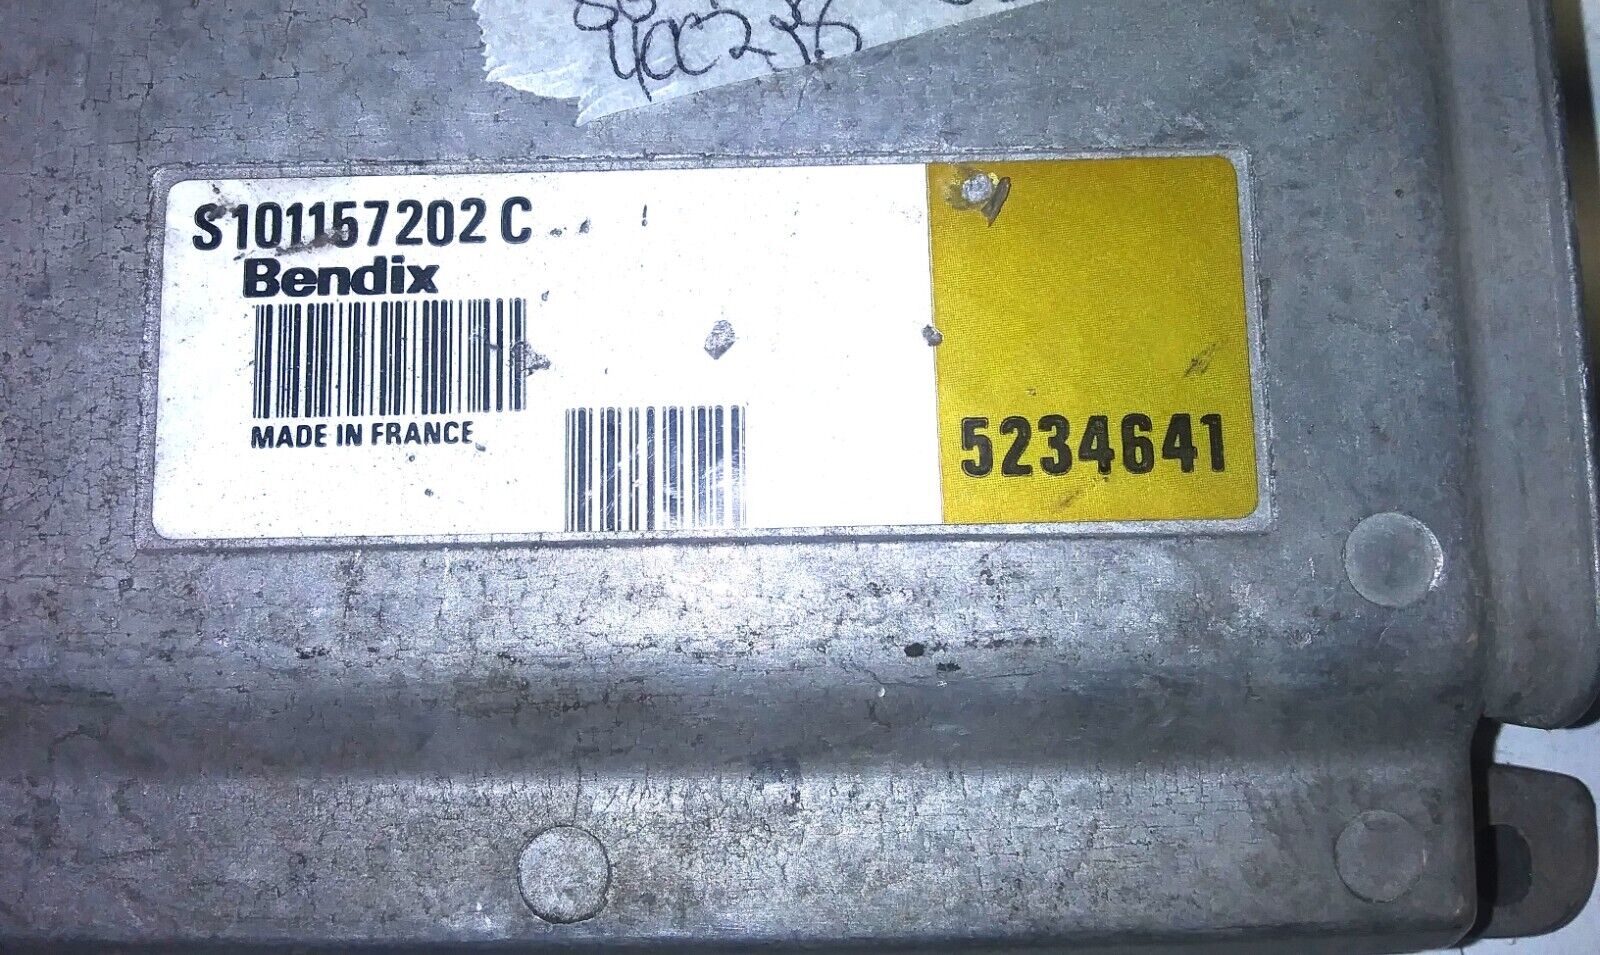 S101157202 C
Bendix
MADE IN FRANCE
5234641